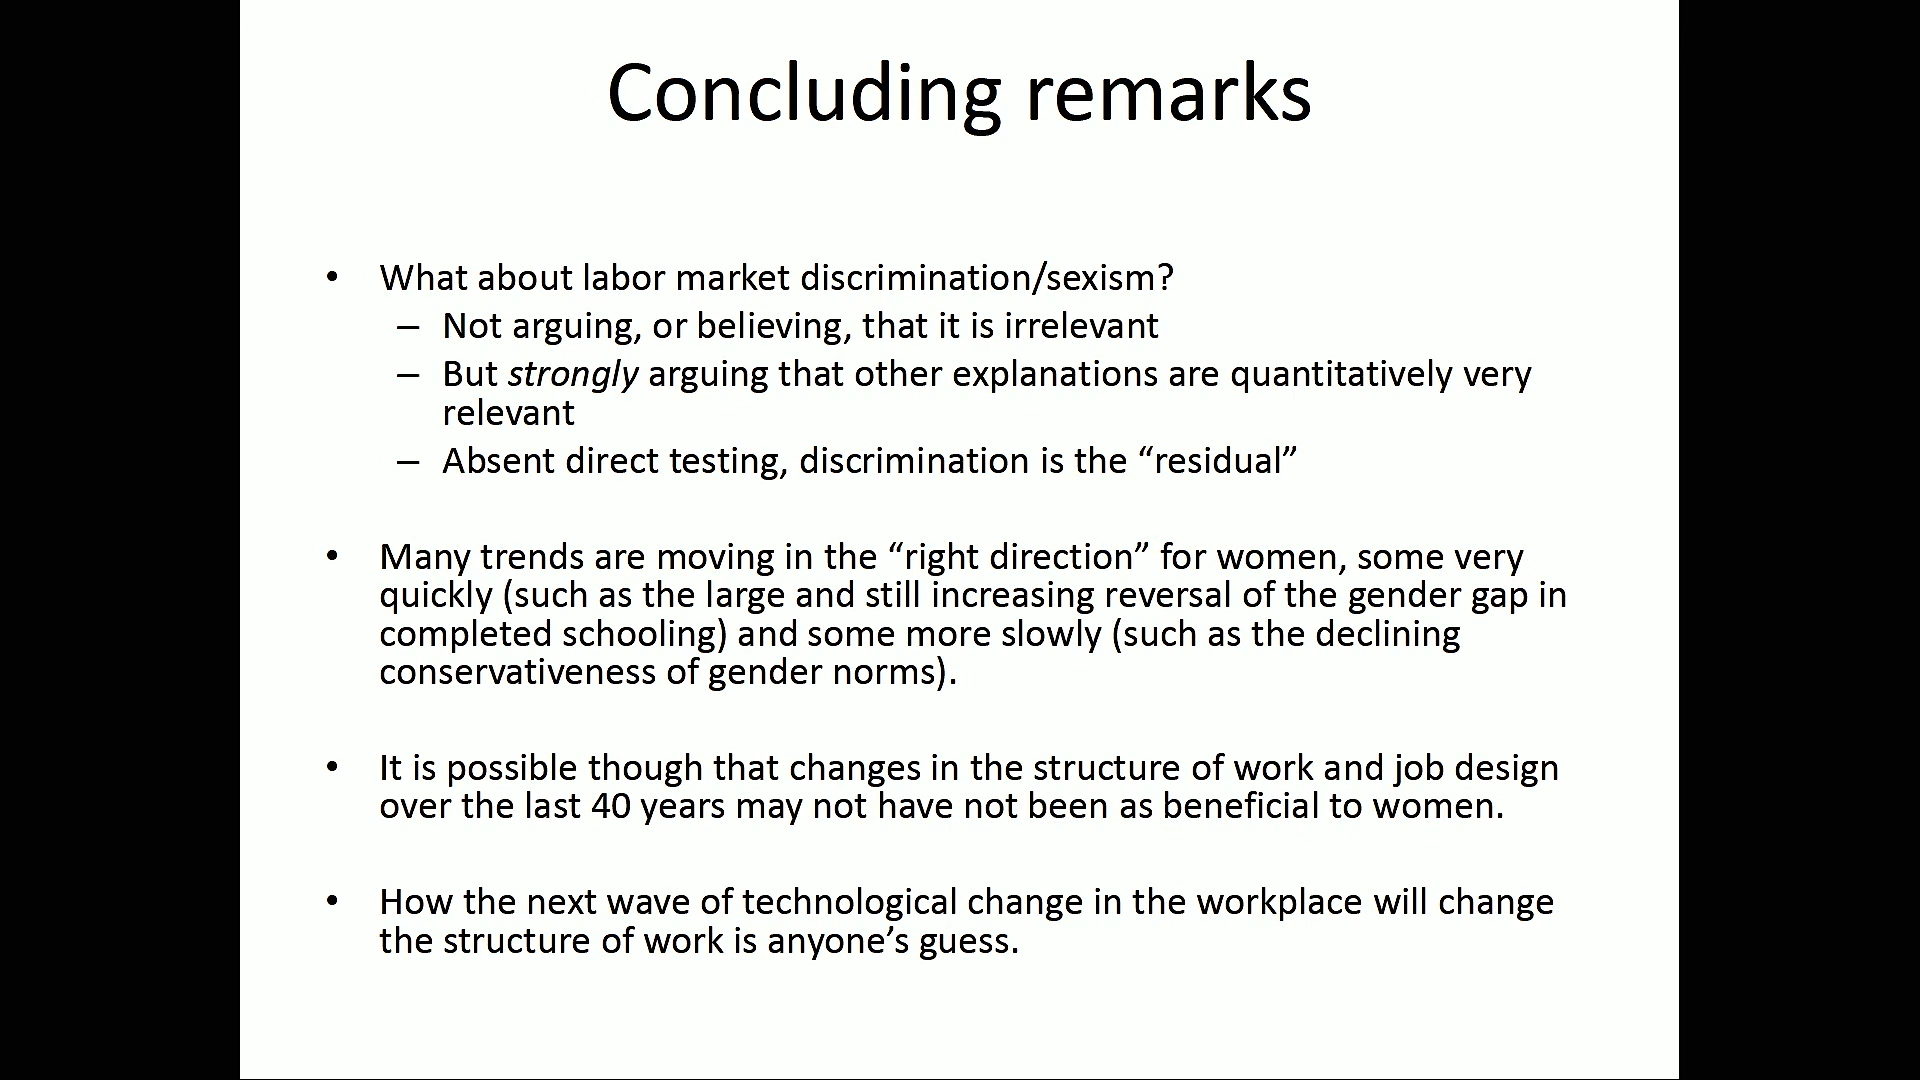 Concluding remarks
• What about labor market discrimination/sexism?
– Not arguing, or believing, that it is irrelevant
– But strongly arguing that other explanations are quantitatively very
relevant
– Absent direct testing, discrimination is the “residual”
• Many trends are moving in the “right direction” for women, some very
quickly (such as the large and still increasing reversal of the gender gap in
completed schooling) and some more slowly (such as the declining
conservativeness of gender norms).
• It is possible though that changes in the structure of work and job design
over the last 40 years may not have not been as beneficial to women.
• How the next wave of technological change in the workplace will change
the structure of work is anyone’s guess.